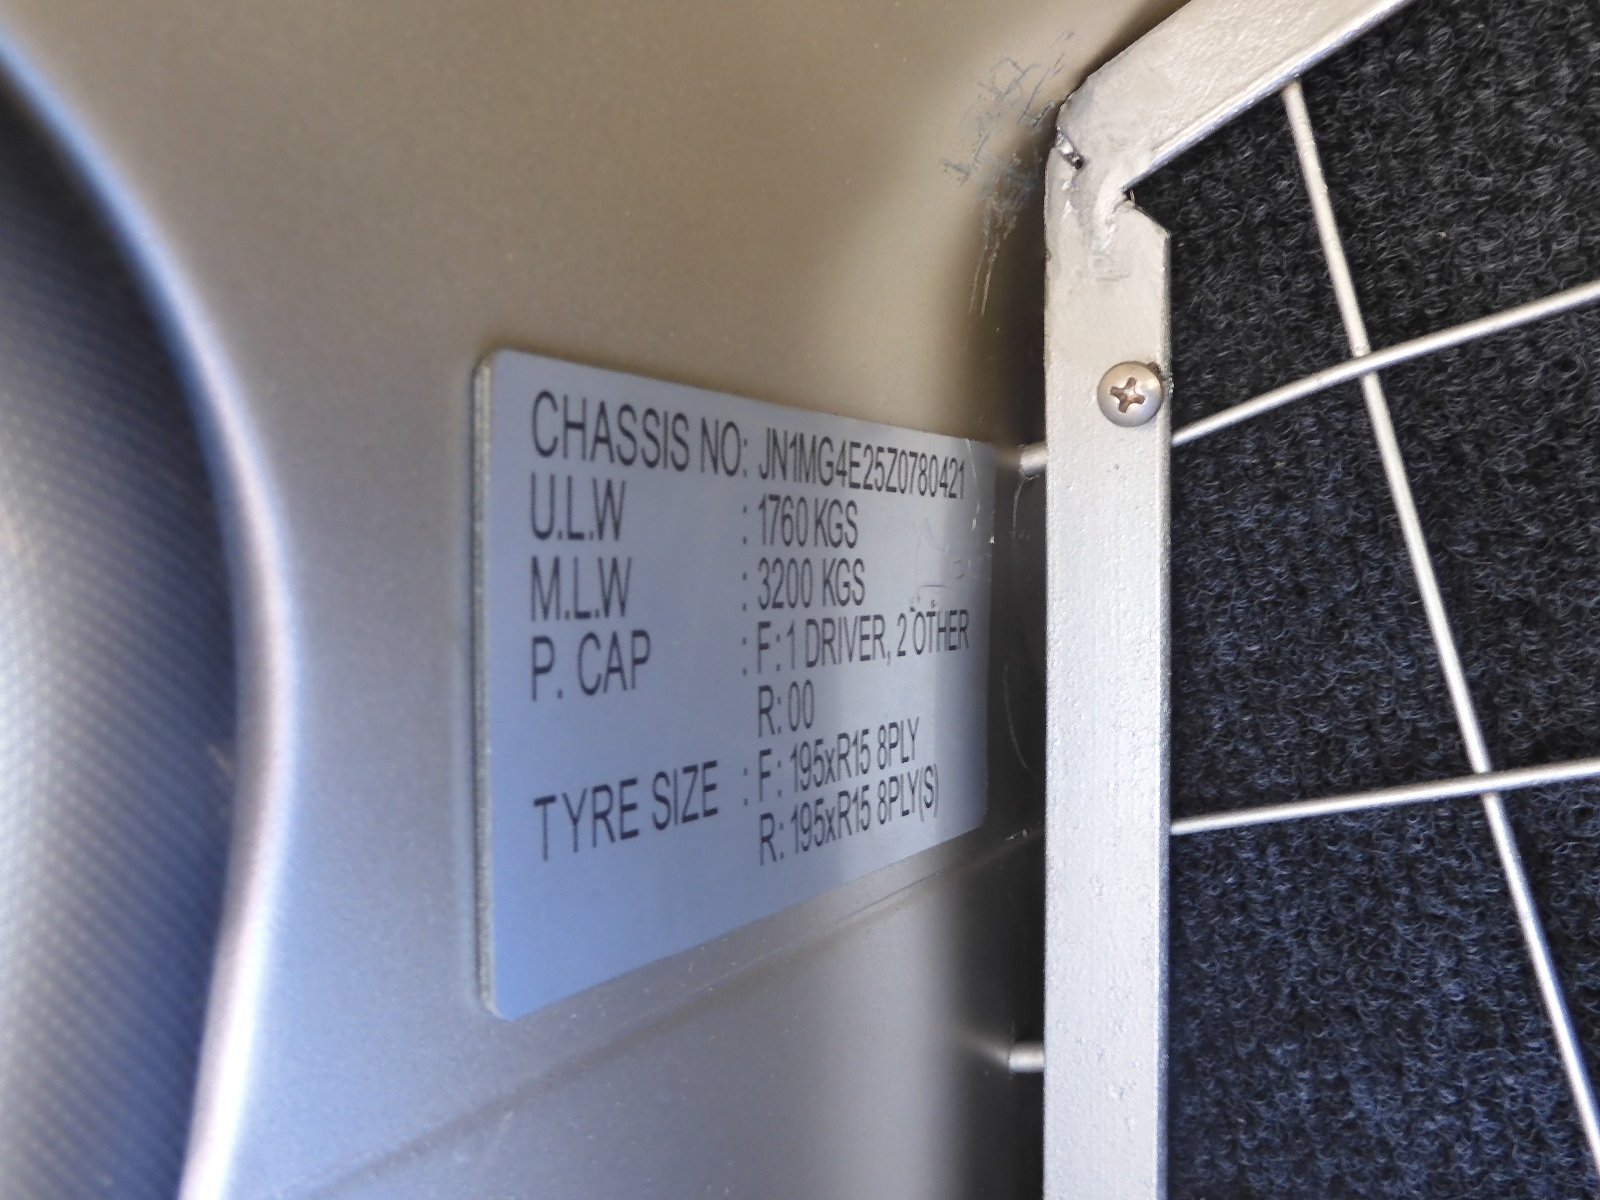 CHASSIS NO: JN1MG4E25Z0780421
U.L.W : 1760 KGS
M.L.W : 3200 KGS
P. CAP : F: 1 DRIVER, 2 OTHER
R: 00
TYRE SIZE : F: 195xR15 8PLY
R: 195xR15 8PLY(S)